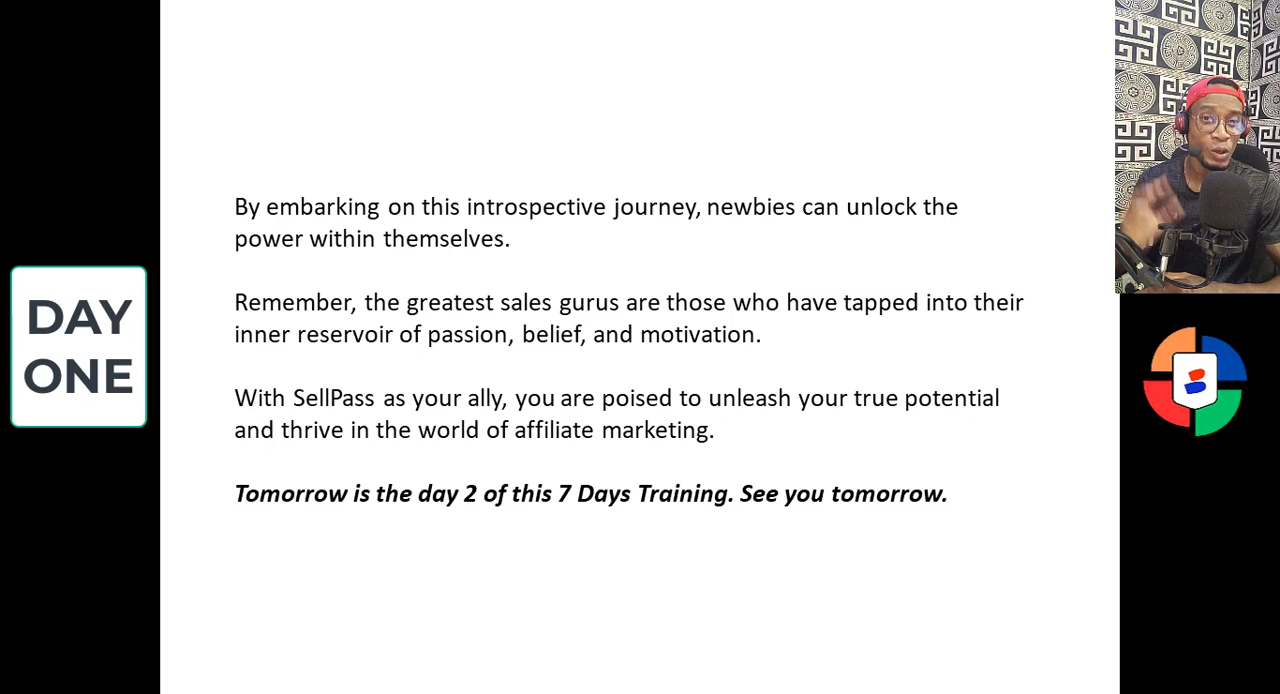 DAY
ONE
By embarking on this introspective journey, newbies can unlock the
power within themselves.
Remember, the greatest sales gurus are those who have tapped into their
inner reservoir of passion, belief, and motivation.
With SellPass as your ally, you are poised to unleash your true potential
and thrive in the world of affiliate marketing.
Tomorrow is the day 2 of this 7 Days Training. See you tomorrow.